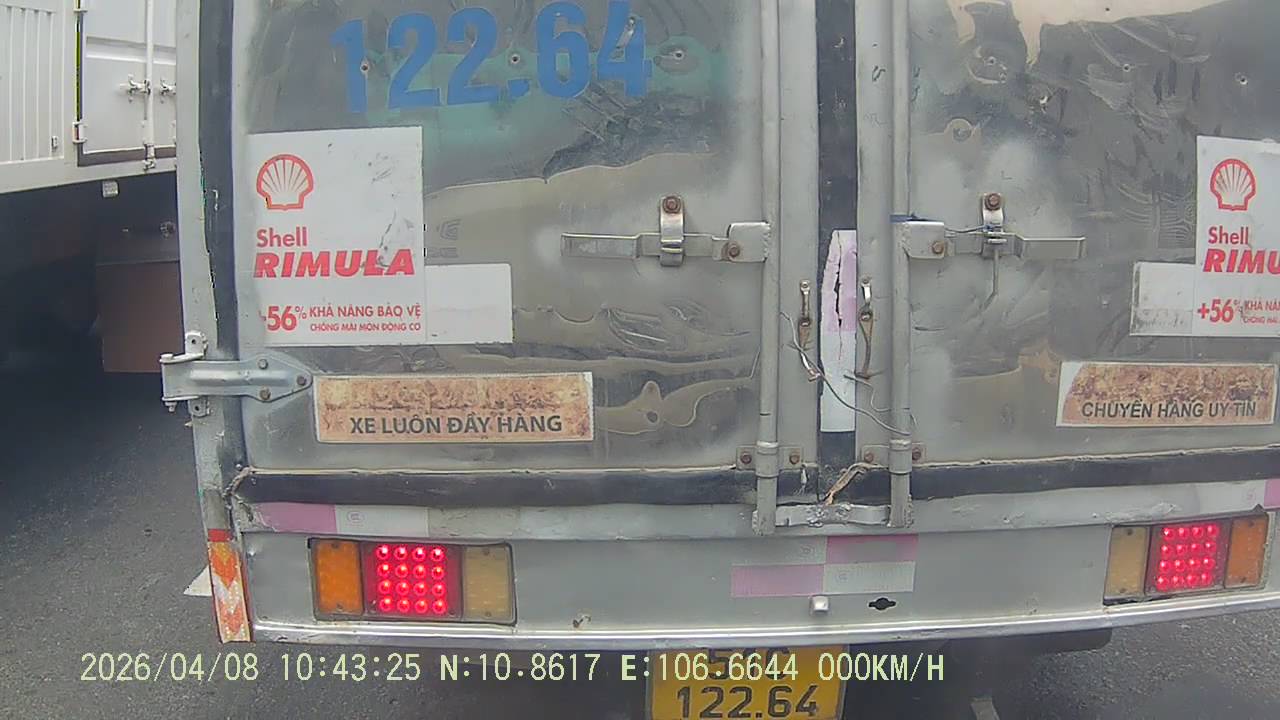 122.64
Shell
RIMULA
+56% KHẢ NĂNG BẢO VỆ
CHỐNG MÀI MÒN ĐỘNG CƠ
Shell
RIMU
+56%
XE LUÔN ĐẦY HÀNG
CHUYÊN HÀNG UY TÍN
2026/04/08 10:43:25 N:10.8617 E:106.6644 000KM/H
122.64